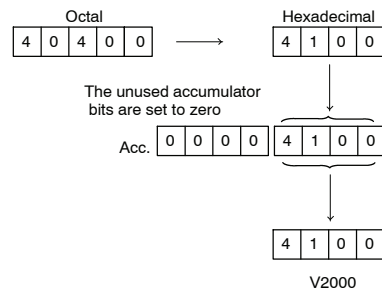 Octal Hexadecimal
4 0 4 0 0 4 1 0 0
The unused accumulator
bits are set to zero
Acc. 0 0 0 0 4 1 0 0
4 1 0 0
V2000